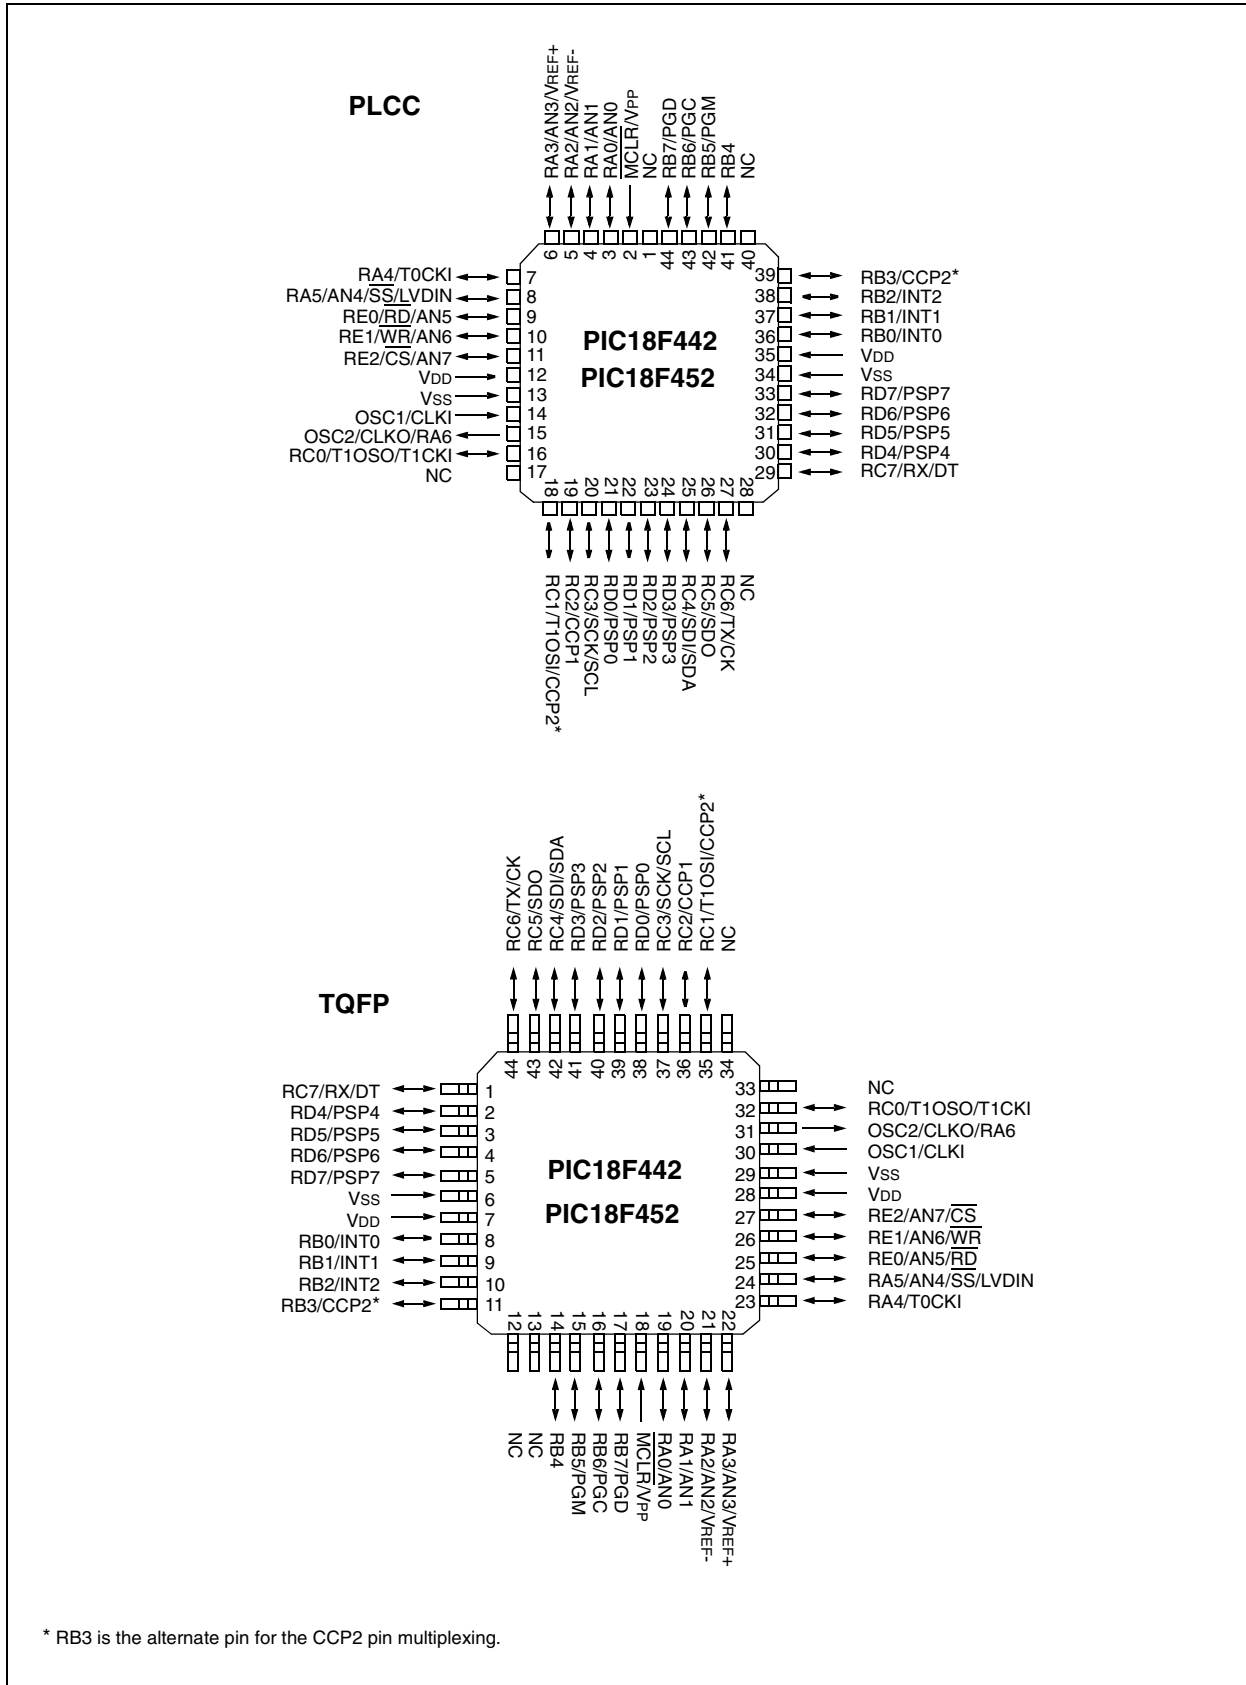 PLCC
RA3/AN3/VREF+
RA2/AN2/VREF-
RA1/AN1
RA0/AN0
MCLR/VPP
NC
RB7/PGD
RB6/PGC
RB5/PGM
RB4
NC
6 5 4 3 2 1 44 43 42 41 40
RA4/T0CKI 7
RA5/AN4/SS/LVDIN 8
RE0/RD/AN5 9
RE1/WR/AN6 10
RE2/CS/AN7 11
VDD 12
VSS 13
OSC1/CLKI 14
OSC2/CLKO/RA6 15
RC0/T1OSO/T1CKI 16
NC 17
PIC18F442
PIC18F452
39 RB3/CCP2*
38 RB2/INT2
37 RB1/INT1
36 RB0/INT0
35 VDD
34 VSS
33 RD7/PSP7
32 RD6/PSP6
31 RD5/PSP5
30 RD4/PSP4
29 RC7/RX/DT
18 19 20 21 22 23 24 25 26 27 28
RC1/T1OSI/CCP2*
RC2/CCP1
RC3/SCK/SCL
RD0/PSP0
RD1/PSP1
RD2/PSP2
RD3/PSP3
RC4/SDI/SDA
RC5/SDO
RC6/TX/CK
NC
TQFP
RC6/TX/CK
RC5/SDO
RC4/SDI/SDA
RD3/PSP3
RD2/PSP2
RD1/PSP1
RD0/PSP0
RC3/SCK/SCL
RC2/CCP1
RC1/T1OSI/CCP2*
NC
44 43 42 41 40 39 38 37 36 35 34
RC7/RX/DT 1
RD4/PSP4 2
RD5/PSP5 3
RD6/PSP6 4
RD7/PSP7 5
VSS 6
VDD 7
RB0/INT0 8
RB1/INT1 9
RB2/INT2 10
RB3/CCP2* 11
PIC18F442
PIC18F452
33 NC
32 RC0/T1OSO/T1CKI
31 OSC2/CLKO/RA6
30 OSC1/CLKI
29 VSS
28 VDD
27 RE2/AN7/CS
26 RE1/AN6/WR
25 RE0/AN5/RD
24 RA5/AN4/SS/LVDIN
23 RA4/T0CKI
12 13 14 15 16 17 18 19 20 21 22
NC
NC
RB4
RB5/PGM
RB6/PGC
RB7/PGD
MCLR/VPP
RA0/AN0
RA1/AN1
RA2/AN2/VREF-
RA3/AN3/VREF+
* RB3 is the alternate pin for the CCP2 pin multiplexing.